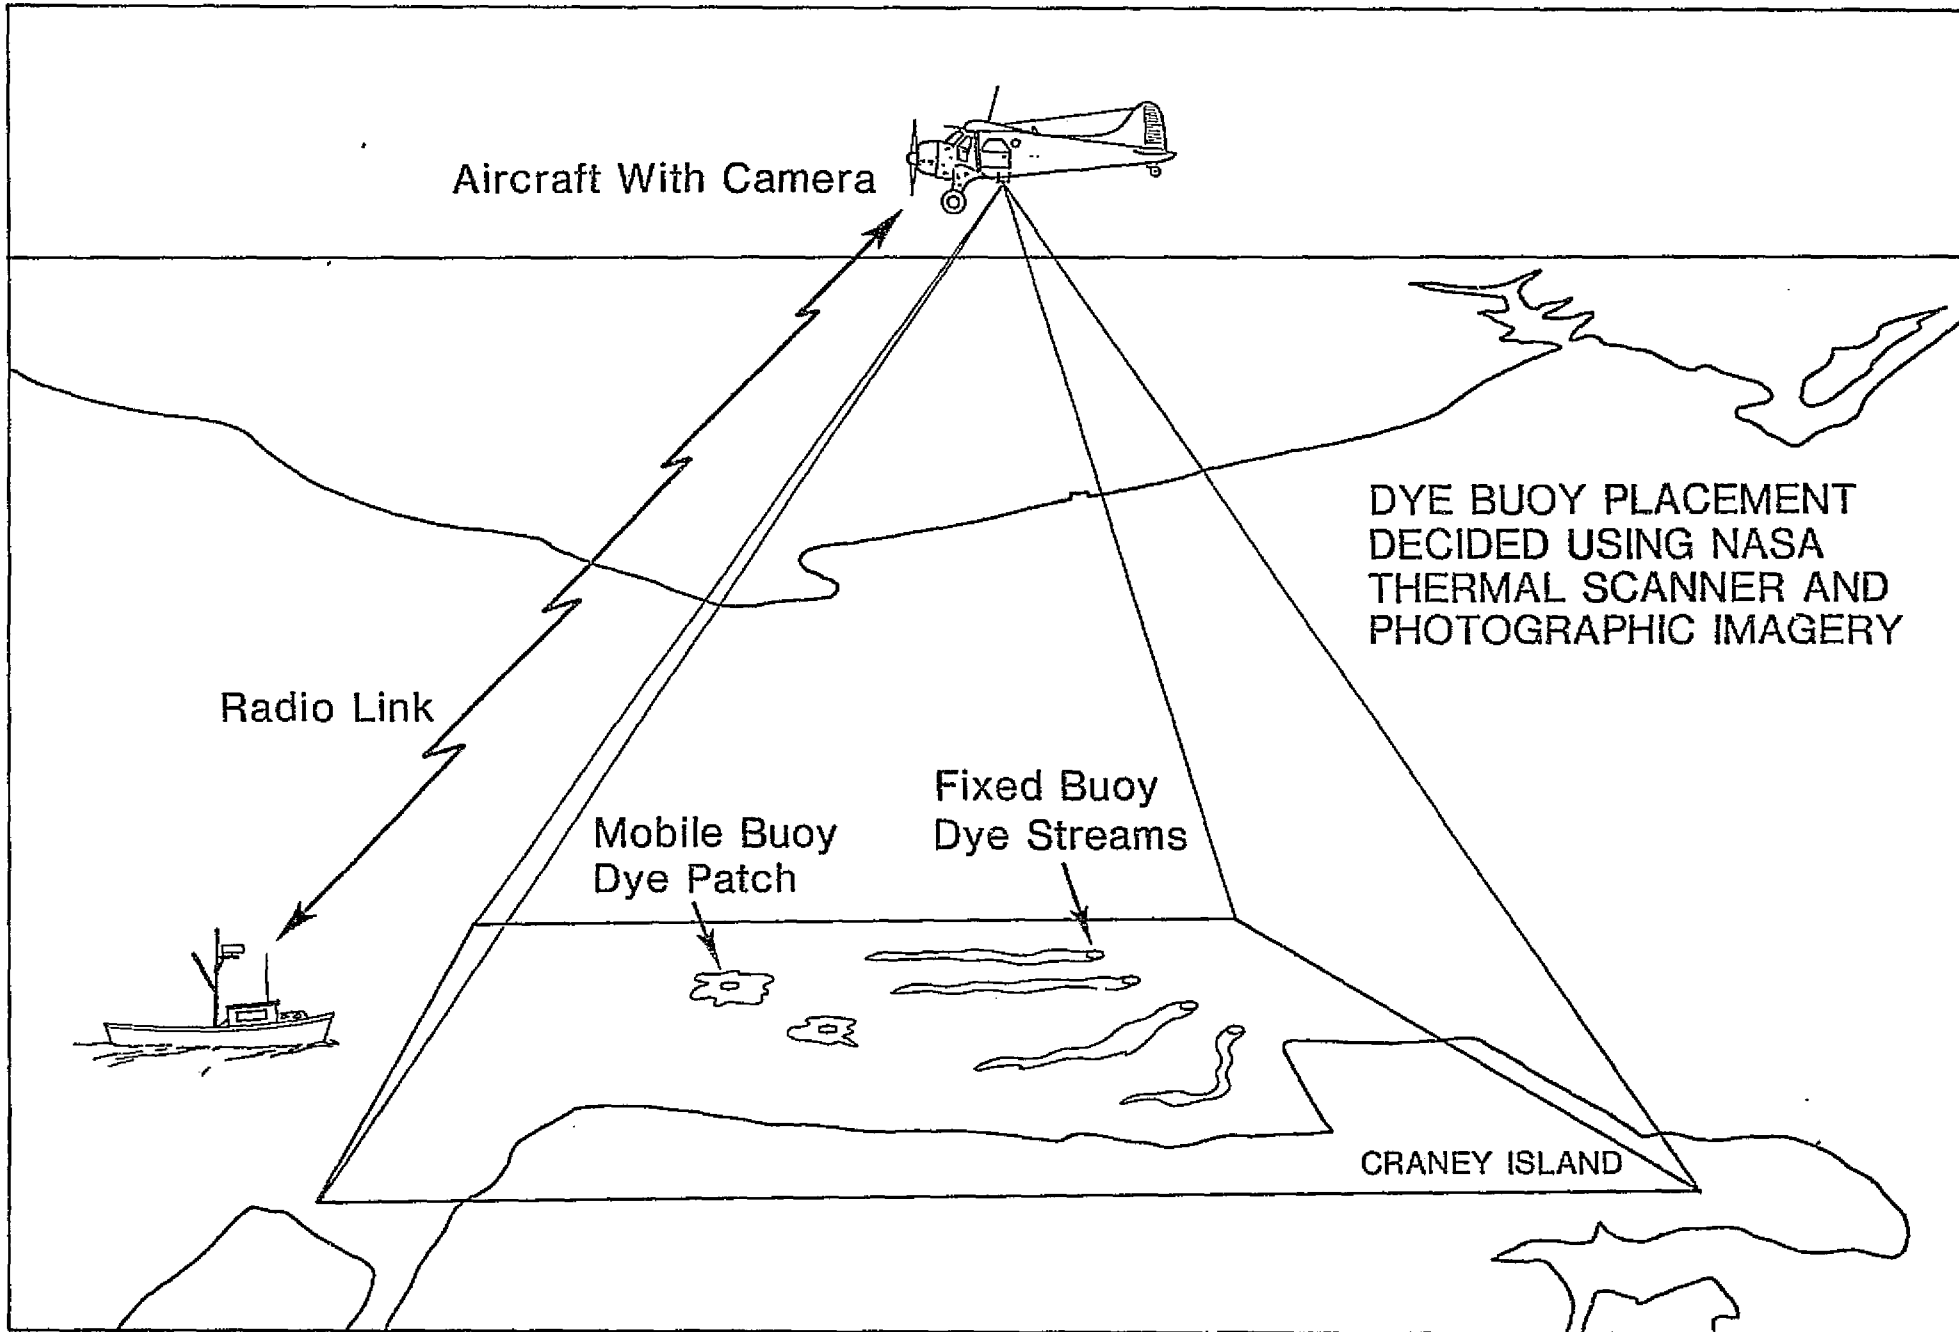 Aircraft With Camera
DYE BUOY PLACEMENT
DECIDED USING NASA
THERMAL SCANNER AND
PHOTOGRAPHIC IMAGERY
Radio Link
Fixed Buoy
Dye Streams
Mobile Buoy
Dye Patch
CRANEY ISLAND